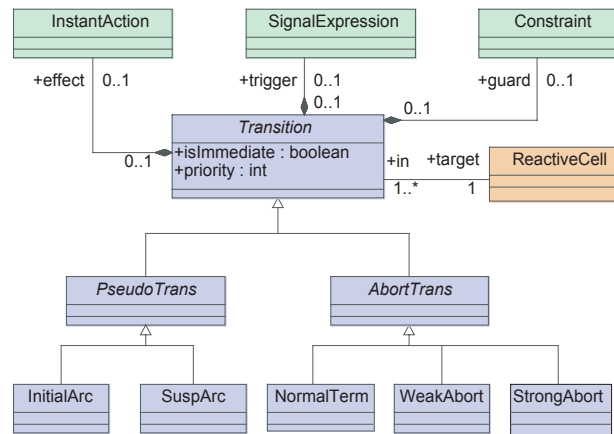 InstantAction
SignalExpression
Constraint
+effect 0..1
+trigger 0..1
+guard 0..1
0..1
0..1
0..1
Transition
+isImmediate : boolean
+priority : int
+in
1..*
+target
1
ReactiveCell
PseudoTrans
AbortTrans
InitialArc
SuspArc
NormalTerm
WeakAbort
StrongAbort